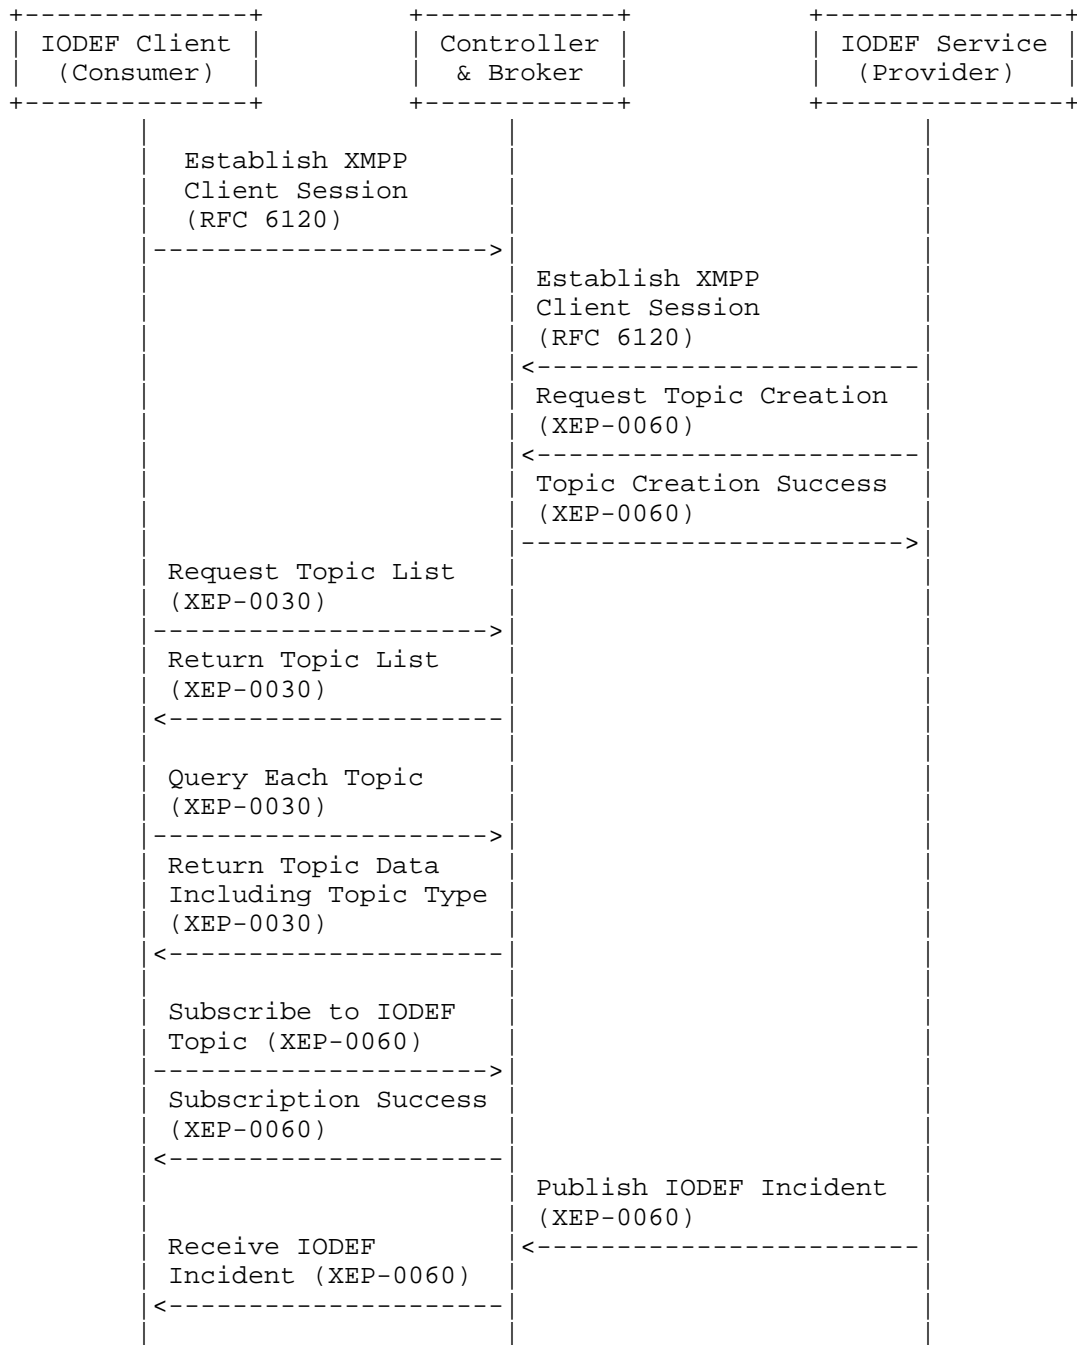 IODEF Client Controller IODEF Service
(Consumer) & Broker (Provider)
Establish XMPP
Client Session
(RFC 6120)
Establish XMPP
Client Session
(RFC 6120)
Request Topic Creation
(XEP-0060)
Topic Creation Success
(XEP-0060)
Request Topic List
(XEP-0030)
Return Topic List
(XEP-0030)
Query Each Topic
(XEP-0030)
Return Topic Data
Including Topic Type
(XEP-0030)
Subscribe to IODEF
Topic (XEP-0060)
Subscription Success
(XEP-0060)
Publish IODEF Incident
(XEP-0060)
Receive IODEF
Incident (XEP-0060)